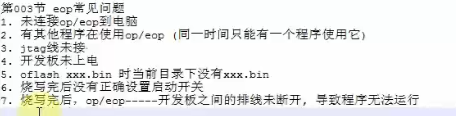 第003节 eop常见问题
1. 未连接op/eop到电脑
2. 有其他程序在使用op/eop (同一时间只能有一个程序使用它)
3. jtag线未接
4. 开发板未上电
5. oflash xxx.bin 时当前目录下没有xxx.bin
6. 烧写完后没有正确设置启动开关
7. 烧写完后，op/eop-----开发板之间的排线未断开，导致程序无法运行